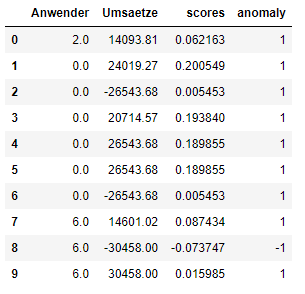 Anwender Umsaetze scores anomaly
0 2.0 14093.81 0.062163 1
1 0.0 24019.27 0.200549 1
2 0.0 -26543.68 0.005453 1
3 0.0 20714.57 0.193840 1
4 0.0 26543.68 0.189855 1
5 0.0 26543.68 0.189855 1
6 0.0 -26543.68 0.005453 1
7 6.0 14601.02 0.087434 1
8 6.0 -30458.00 -0.073747 -1
9 6.0 30458.00 0.015985 1